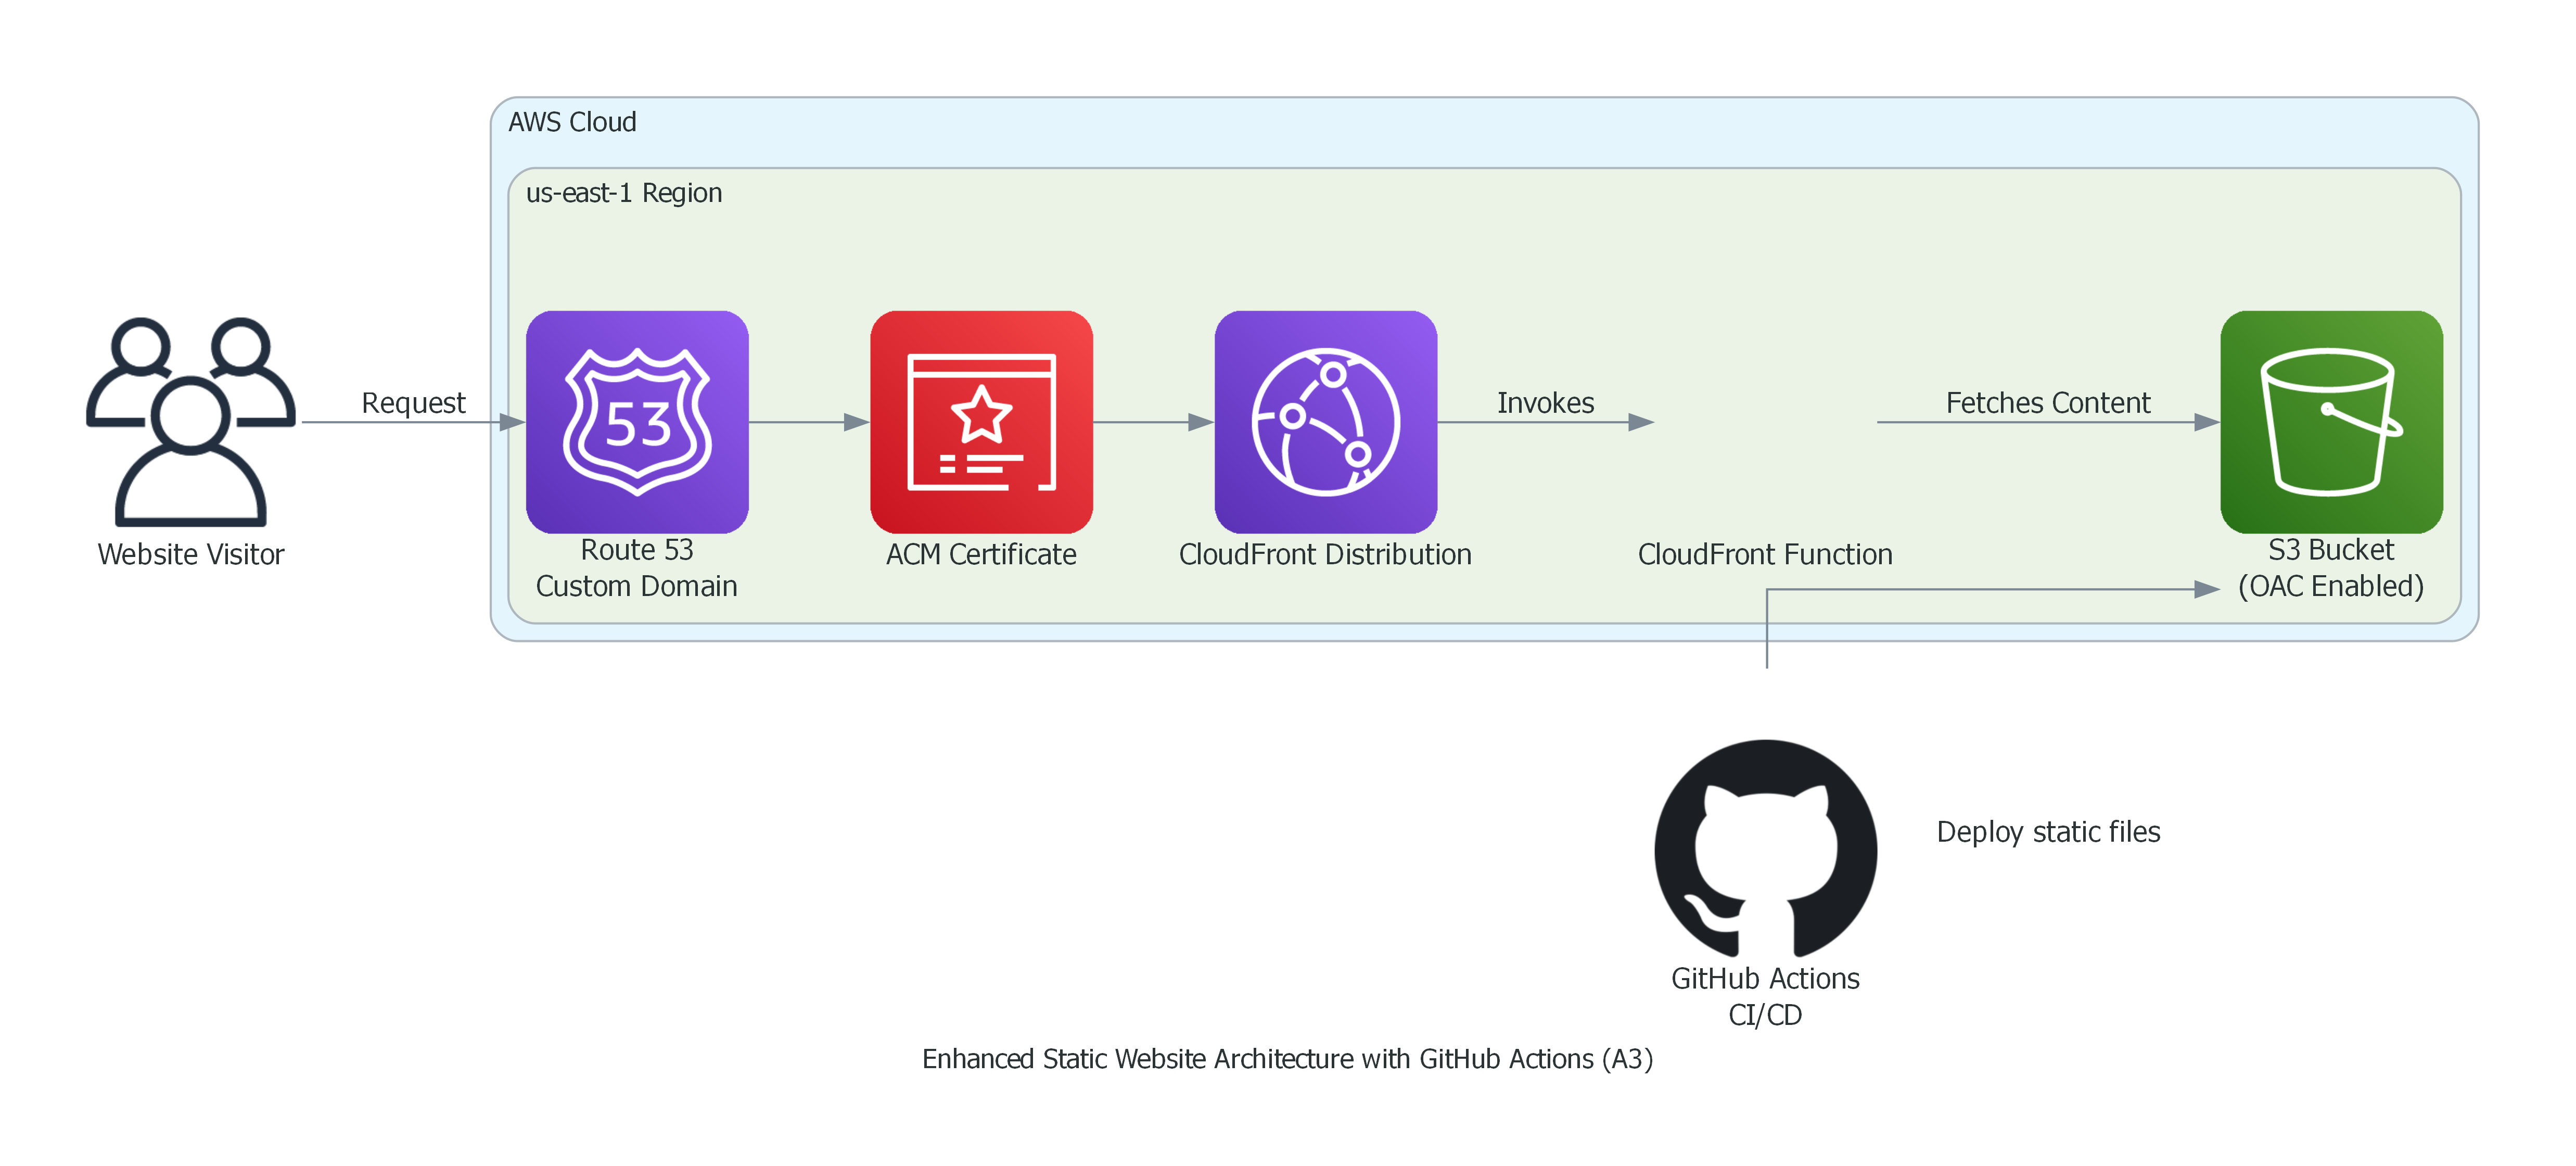 AWS Cloud
us-east-1 Region
Request
Invokes
Fetches Content
53
Website Visitor
Route 53
Custom Domain
ACM Certificate
CloudFront Distribution
CloudFront Function
S3 Bucket
(OAC Enabled)
Deploy static files
GitHub Actions
CI/CD
Enhanced Static Website Architecture with GitHub Actions (A3)